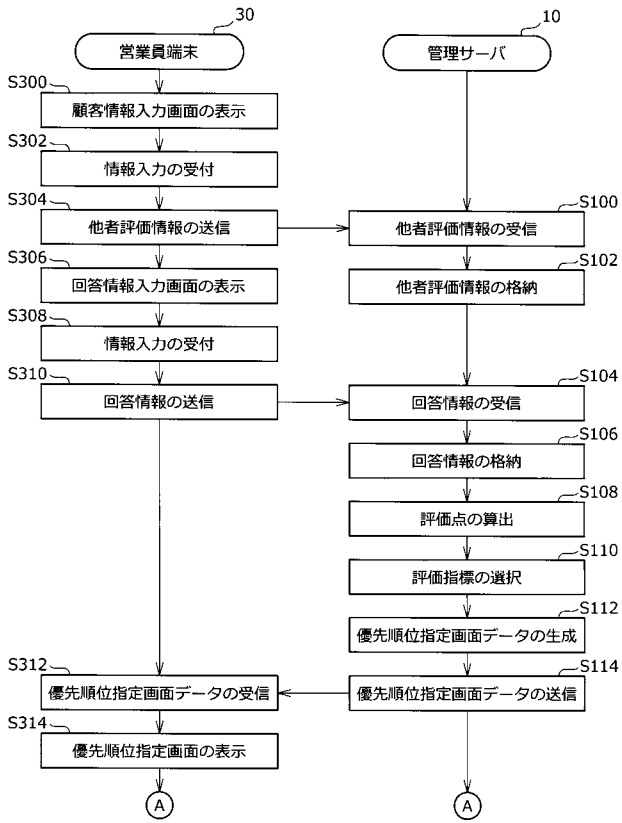 30
営業員端末
10
管理サーバ
S300
顧客情報入力画面の表示
S302
情報入力の受付
S304
他者評価情報の送信
S100
他者評価情報の受信
S306
回答情報入力画面の表示
S102
他者評価情報の格納
S308
情報入力の受付
S310
回答情報の送信
S104
回答情報の受信
S106
回答情報の格納
S108
評価点の算出
S110
評価指標の選択
S112
優先順位指定画面データの生成
S312
優先順位指定画面データの受信
S114
優先順位指定画面データの送信
S314
優先順位指定画面の表示
A
A